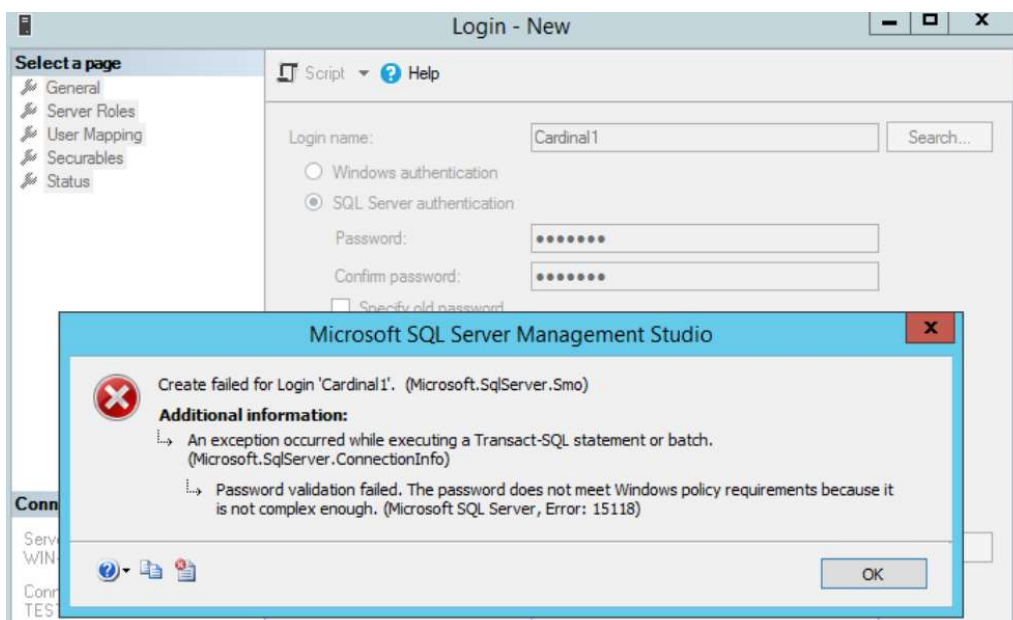 Login - New
Select a page
General
Server Roles
User Mapping
Securables
Status
Script
Help
Login name:
Cardinal1
Search...
Windows authentication
SQL Server authentication
Password:
●●●●●●●
Confirm password:
●●●●●●●
Specify old password
Microsoft SQL Server Management Studio
x
Create failed for Login 'Cardinal1'. (Microsoft.SqlServer.Smo)
Additional information:
An exception occurred while executing a Transact-SQL statement or batch.
(Microsoft.SqlServer.ConnectionInfo)
Password validation failed. The password does not meet Windows policy requirements because it
is not complex enough. (Microsoft SQL Server, Error: 15118)
OK
Conn
Serv
WIN-
Conn
TEST